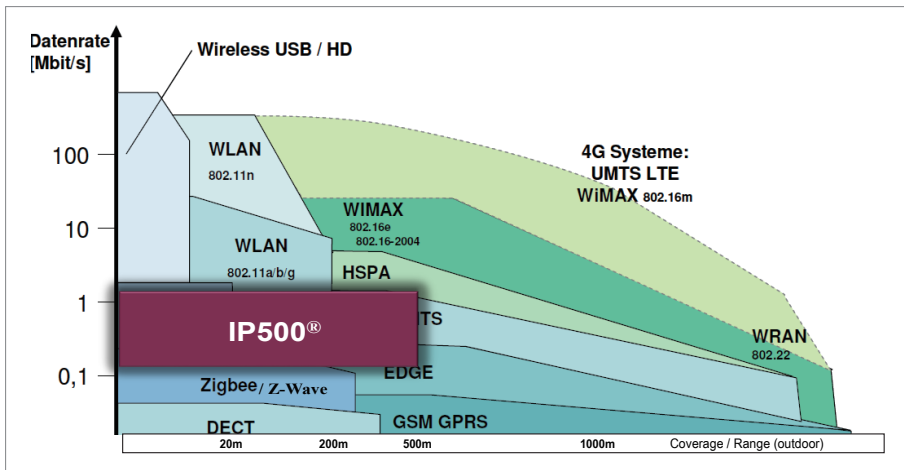 Datenrate
[Mbit/s]
Wireless USB / HD
100
10
1
0,1
WLAN
802.11n
4G Systeme:
UMTS LTE
WiMAX 802.16m
WIMAX
802.16e
802.16-2004
WLAN
802.11a/b/g
HSPA
IP500®
TS
WRAN
802.22
EDGE
Zigbee/ Z-Wave
DECT
GSM GPRS
20m 200m 500m 1000m Coverage / Range (outdoor)